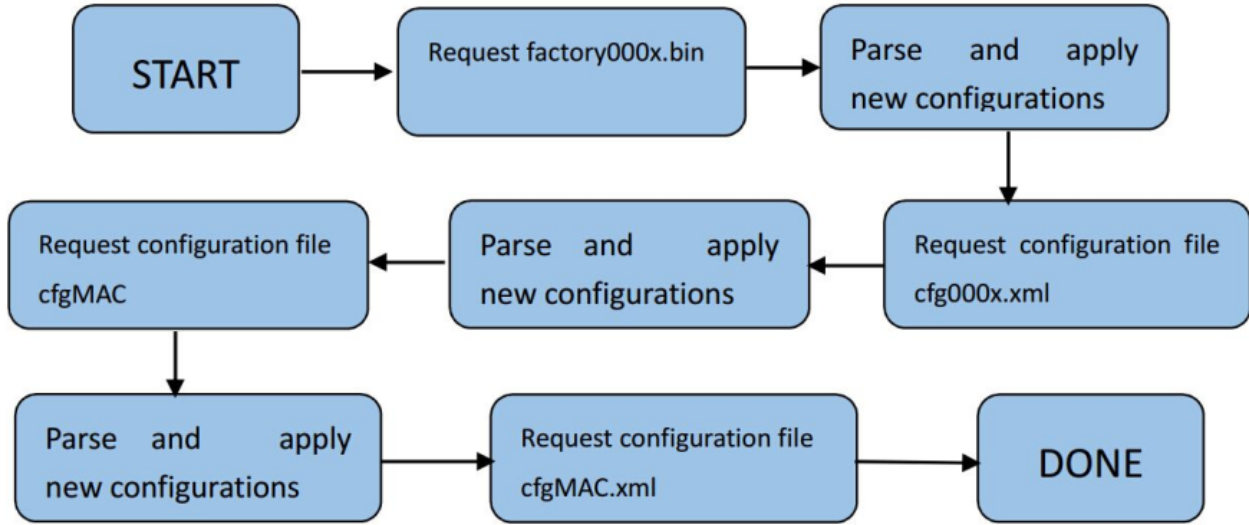 START
Request factory000x.bin
Parse and apply
new configurations
Request configuration file
cfg000x.xml
Parse and apply
new configurations
Request configuration file
cfgMAC
Parse and apply
new configurations
Request configuration file
cfgMAC.xml
DONE